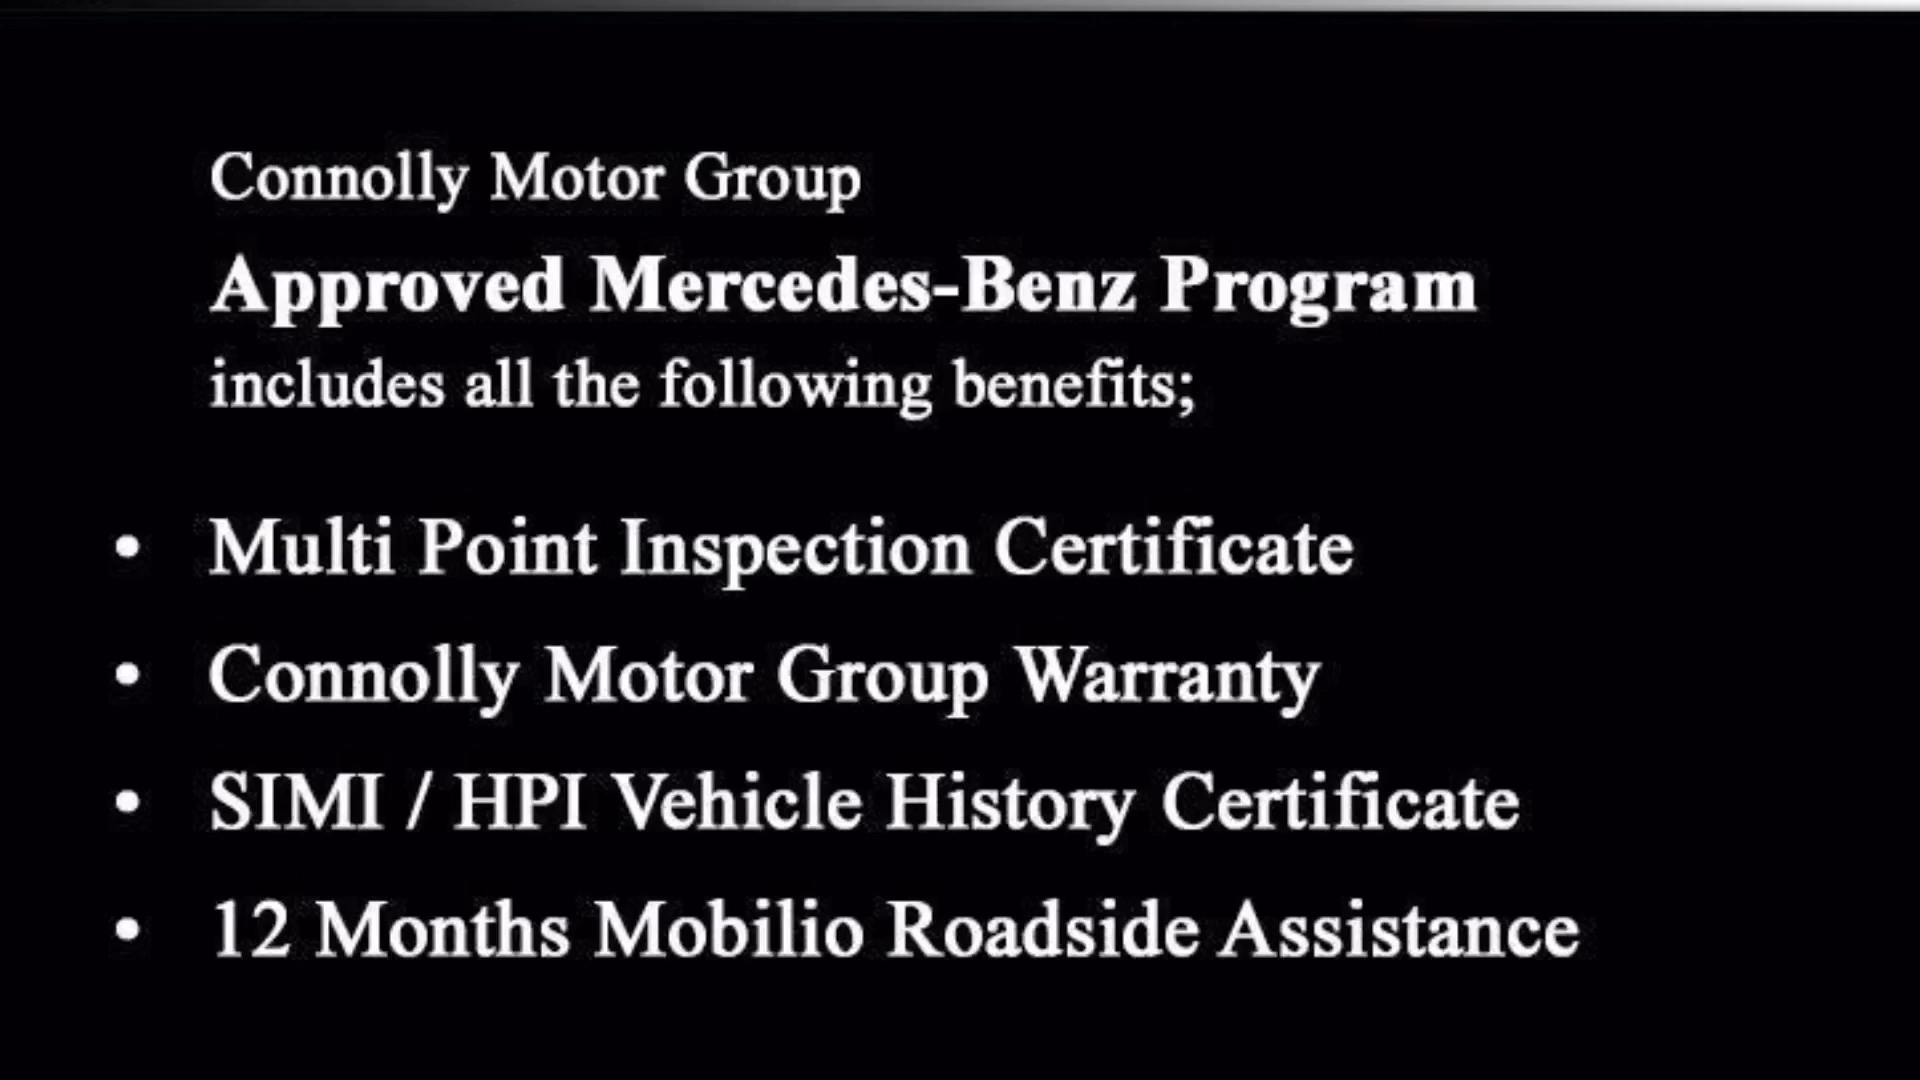 Connolly Motor Group
Approved Mercedes-Benz Program
includes all the following benefits;
• Multi Point Inspection Certificate
• Connolly Motor Group Warranty
• SIMI / HPI Vehicle History Certificate
• 12 Months Mobilio Roadside Assistance